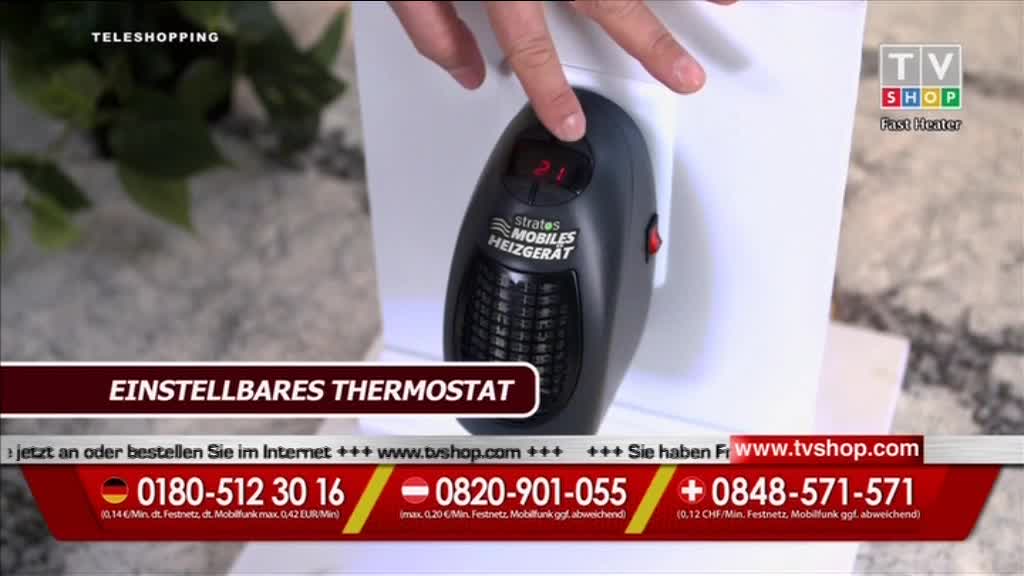 TELESHOPPING
TV
SHOP
Fast Heater
21
stratos
MOBILES
HEIZGERÄT
EINSTELLBARES THERMOSTAT
e jetzt an oder bestellen Sie im Internet +++ www.tvshop.com +++ +++ Sie haben Fr
www.tvshop.com
0180-512 30 16
(0,14 €/Min. dt. Festnetz, dt. Mobilfunk max. 0,42 EUR/Min)
0820-901-055
(max. 0,20 €/Min. Festnetz, Mobilfunk ggf. abweichend)
0848-571-571
(0,12 CHF/Min. Festnetz, Mobilfunk ggf. abweichend)